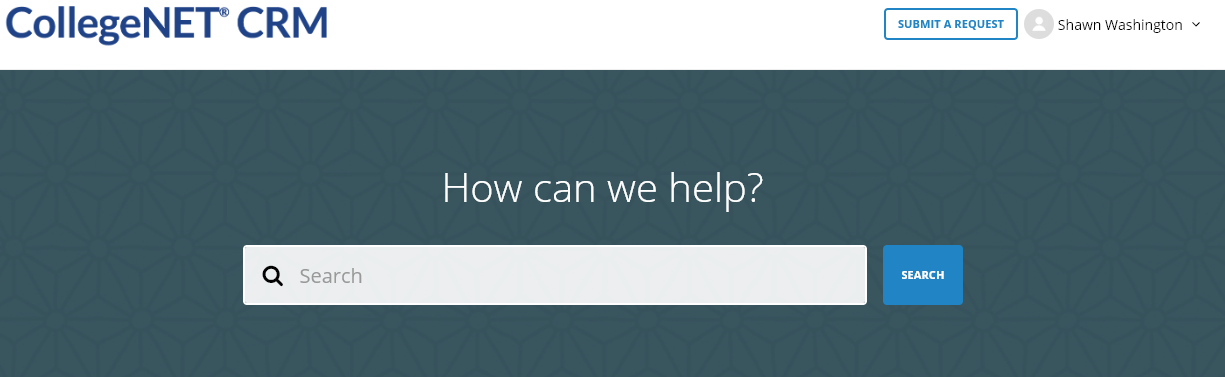 CollegeNET® CRM
SUBMIT A REQUEST
Shawn Washington
How can we help?
Search
SEARCH